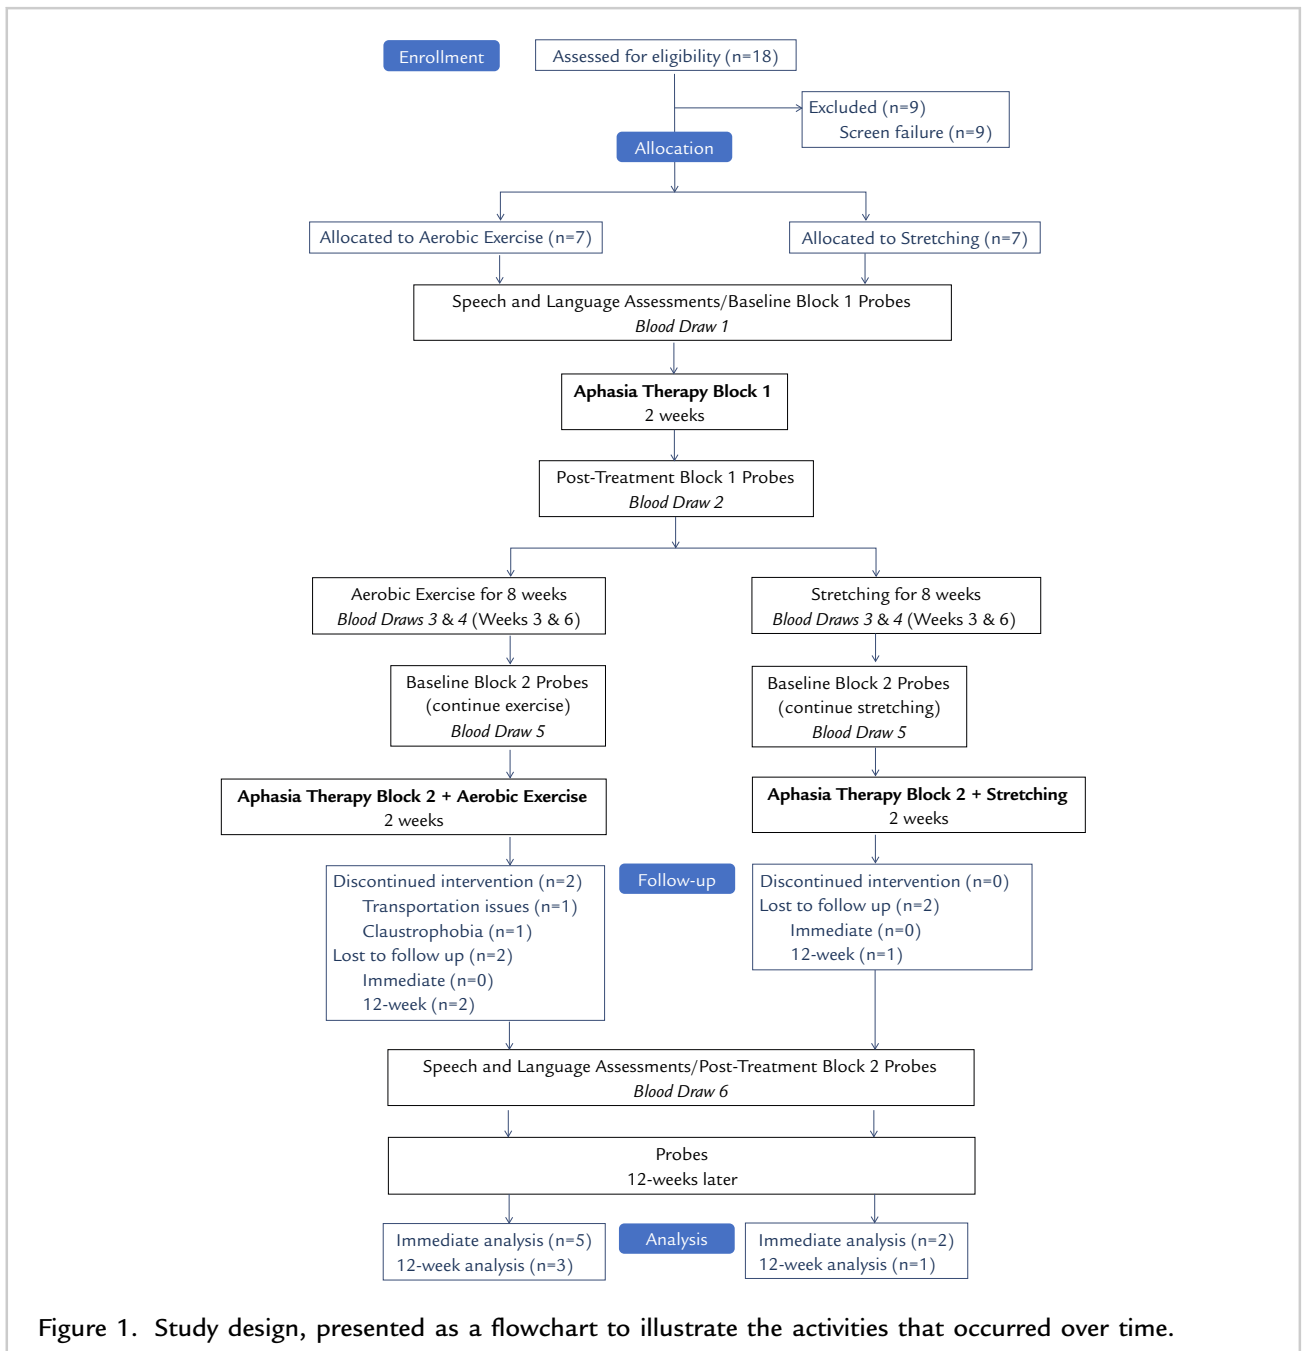 Enrollment
Assessed for eligibility (n=18)
Excluded (n=9)
Screen failure (n=9)
Allocation
Allocated to Aerobic Exercise (n=7)
Allocated to Stretching (n=7)
Speech and Language Assessments/Baseline Block 1 Probes
Blood Draw 1
Aphasia Therapy Block 1
2 weeks
Post-Treatment Block 1 Probes
Blood Draw 2
Aerobic Exercise for 8 weeks
Blood Draws 3 & 4 (Weeks 3 & 6)
Stretching for 8 weeks
Blood Draws 3 & 4 (Weeks 3 & 6)
Baseline Block 2 Probes
(continue exercise)
Blood Draw 5
Baseline Block 2 Probes
(continue stretching)
Blood Draw 5
Aphasia Therapy Block 2 + Aerobic Exercise
2 weeks
Aphasia Therapy Block 2 + Stretching
2 weeks
Discontinued intervention (n=2)
Transportation issues (n=1)
Claustrophobia (n=1)
Lost to follow up (n=2)
Immediate (n=0)
12-week (n=2)
Follow-up
Discontinued intervention (n=0)
Lost to follow up (n=2)
Immediate (n=0)
12-week (n=1)
Speech and Language Assessments/Post-Treatment Block 2 Probes
Blood Draw 6
Probes
12-weeks later
Immediate analysis (n=5)
12-week analysis (n=3)
Analysis
Immediate analysis (n=2)
12-week analysis (n=1)
Figure 1. Study design, presented as a flowchart to illustrate the activities that occurred over time.